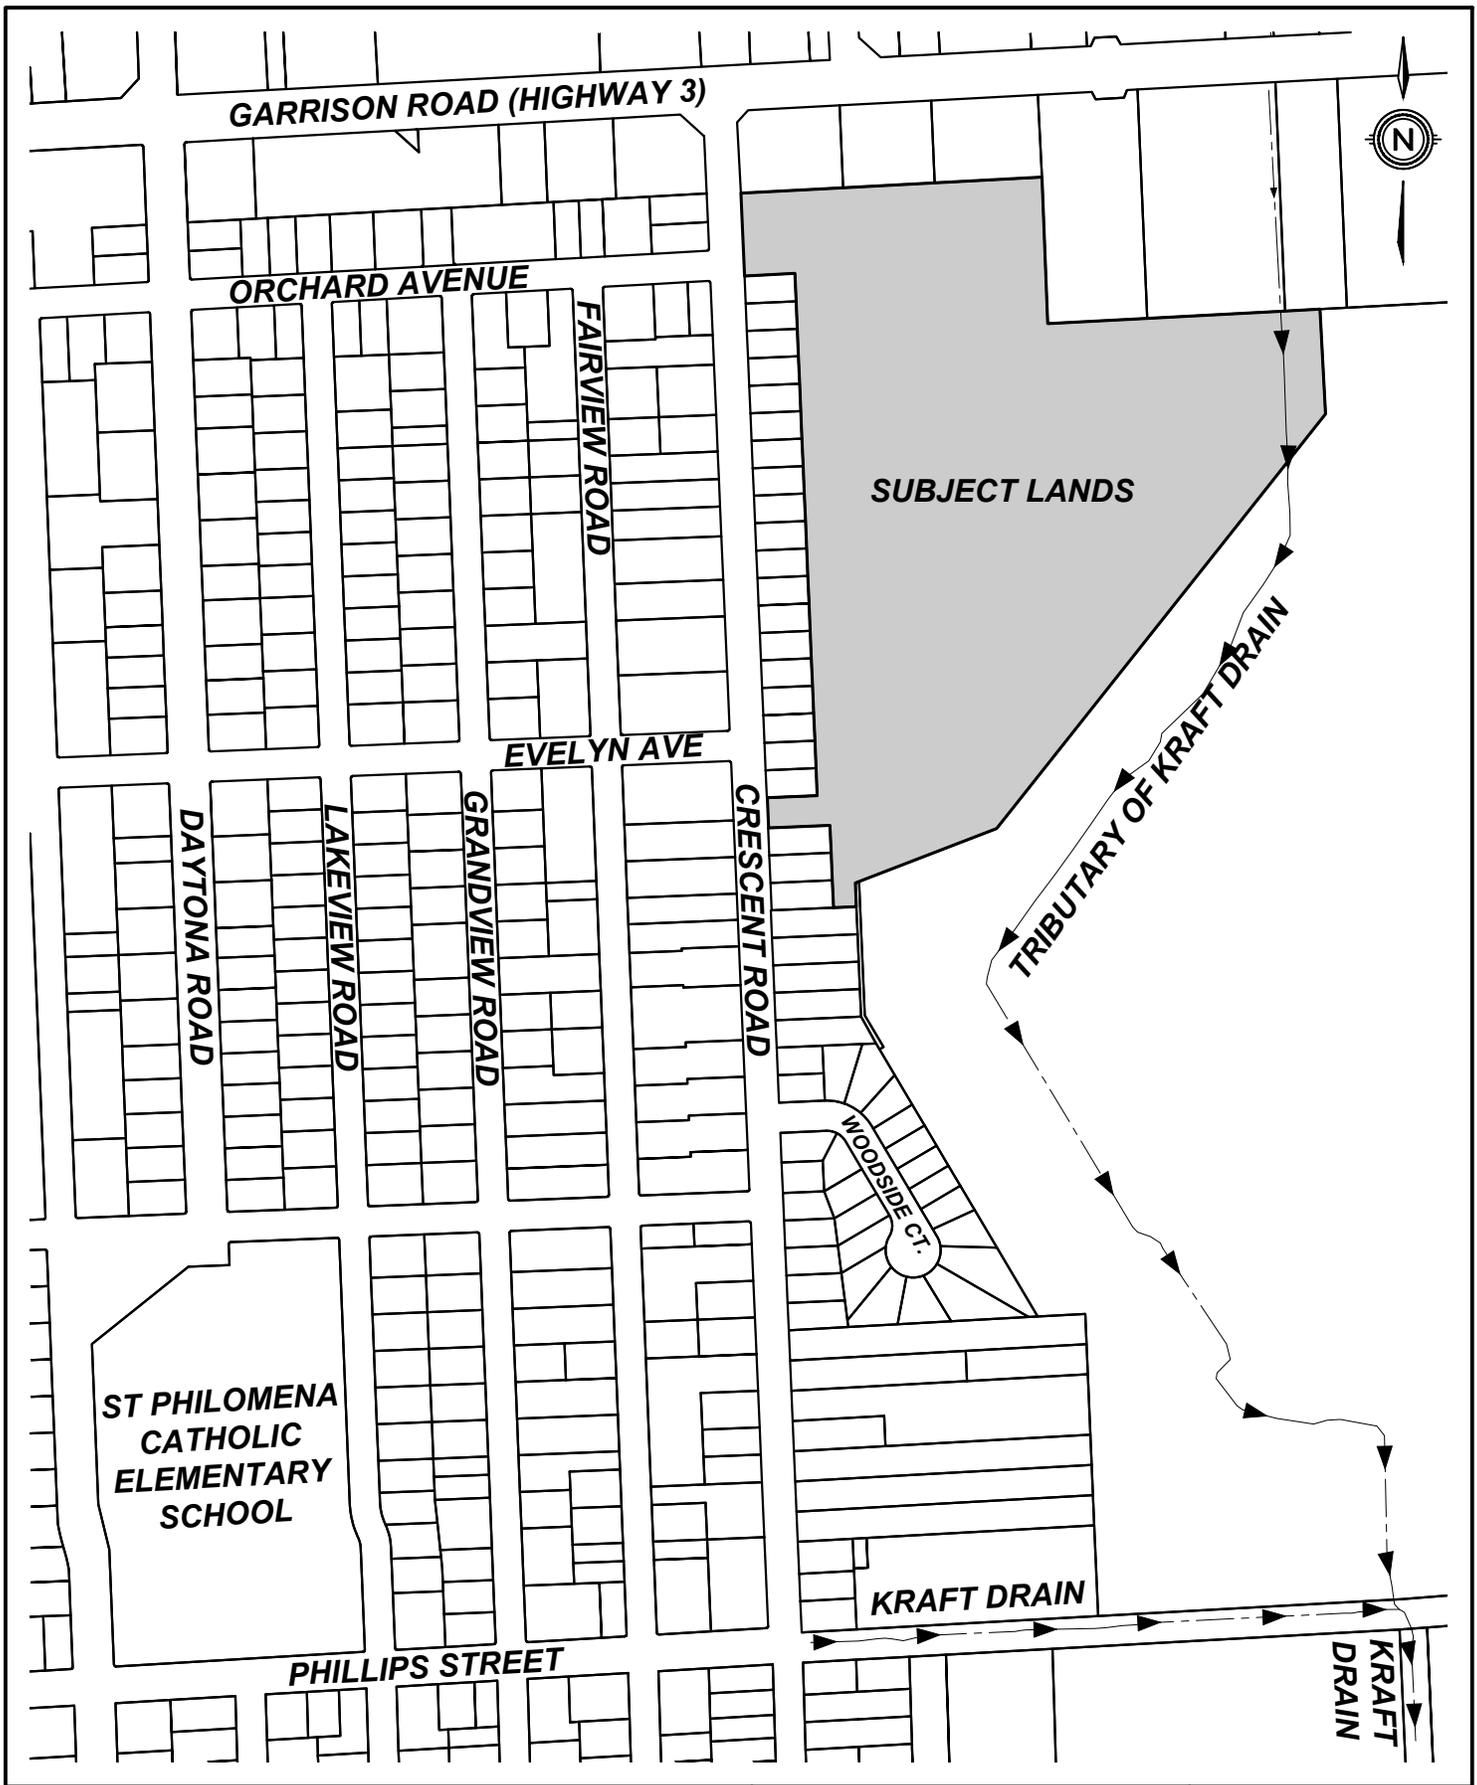 GARRISON ROAD (HIGHWAY 3)
N
ORCHARD AVENUE
FAIRVIEW ROAD
SUBJECT LANDS
TRIBUTARY OF KRAFT DRAIN
EVELYN AVE
DAYTONA ROAD
LAKEVIEW ROAD
GRANDVIEW ROAD
CRESCENT ROAD
WOODSIDE CT.
ST PHILOMENA
CATHOLIC
ELEMENTARY
SCHOOL
KRAFT DRAIN
PHILLIPS STREET
KRAFT
DRAIN